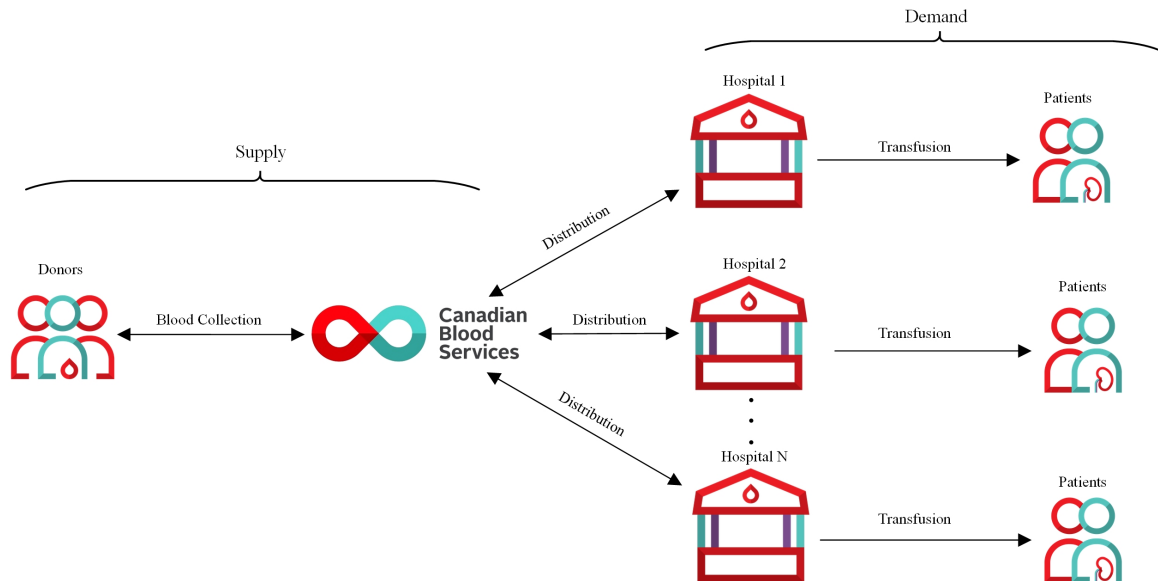 Demand
Hospital 1
Patients
Transfusion
Supply
Distribution
Donors
Blood Collection
Canadian
Blood
Services
Hospital 2
Distribution
Patients
Transfusion
Distribution
Hospital N
Patients
Transfusion